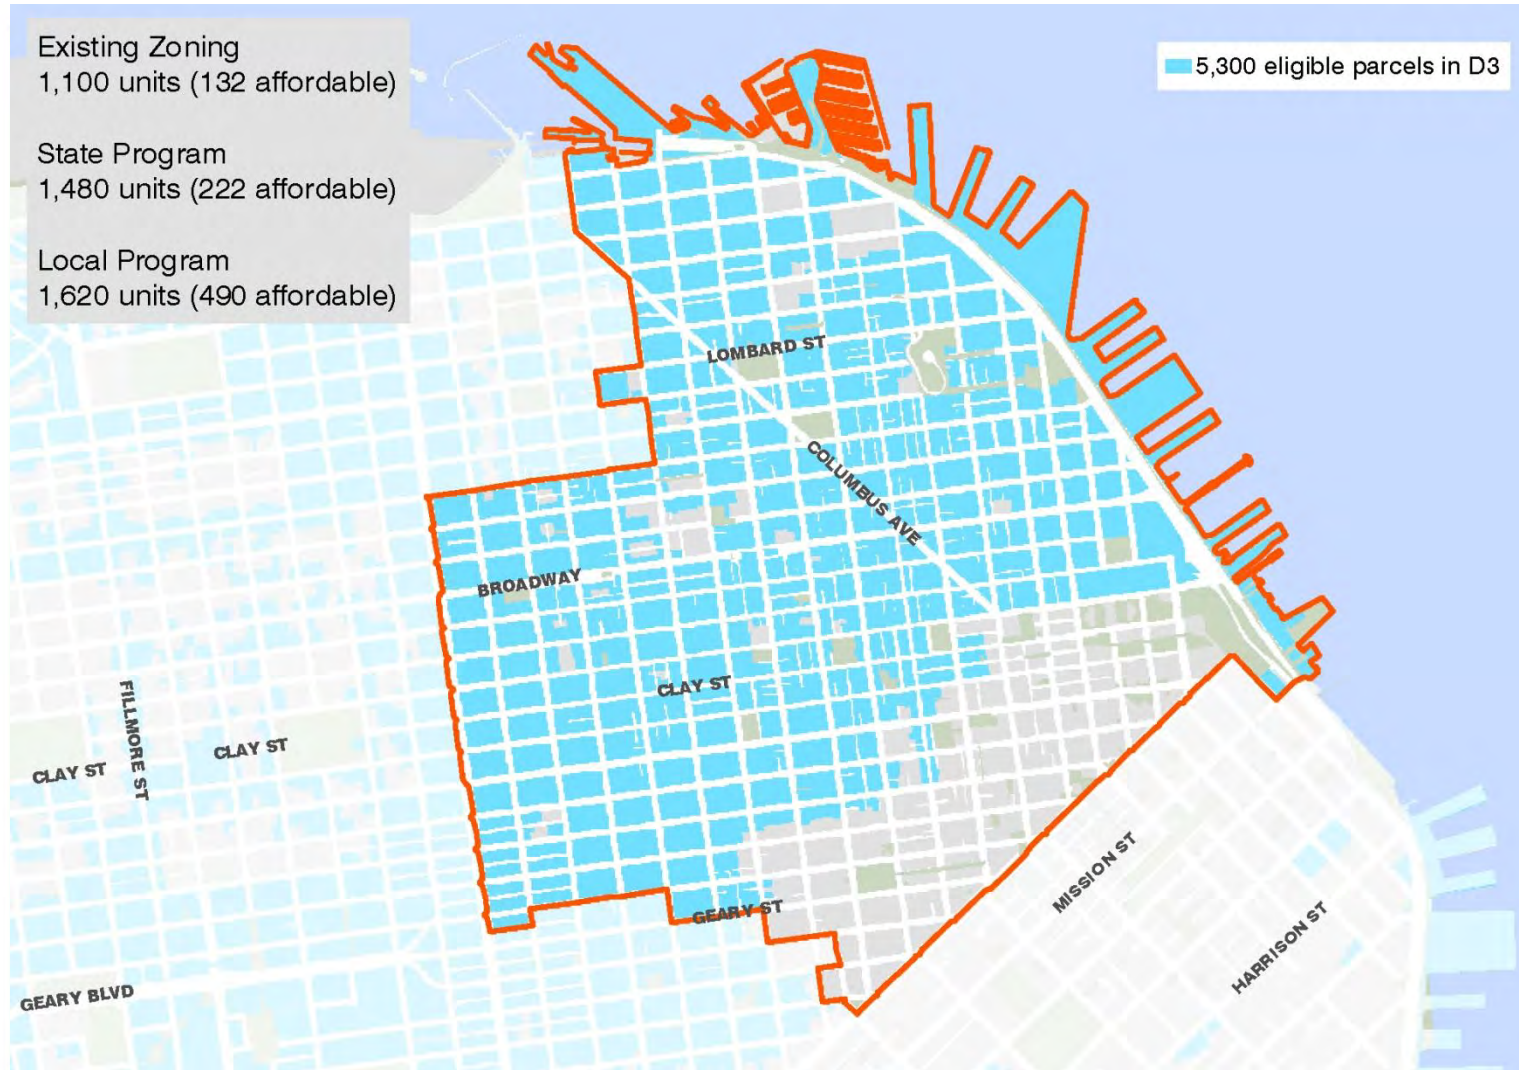 Existing Zoning
1,100 units (132 affordable)
State Program
1,480 units (222 affordable)
Local Program
1,620 units (490 affordable)
5,300 eligible parcels in D3
LOMBARD ST
COLUMBUS AVE
BROADWAY
CLAY ST
FILLMORE ST
CLAY ST
CLAY ST
GEARY ST
MISSION ST
HARRISON ST
GEARY BLVD